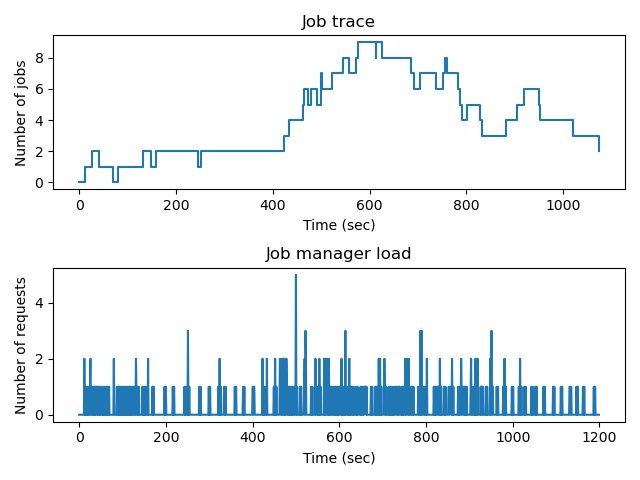 Job trace
Number of jobs
8
6
4
2
0
0 200 400 600 800 1000
Time (sec)
Job manager load
Number of requests
4
2
0
0 200 400 600 800 1000 1200
Time (sec)